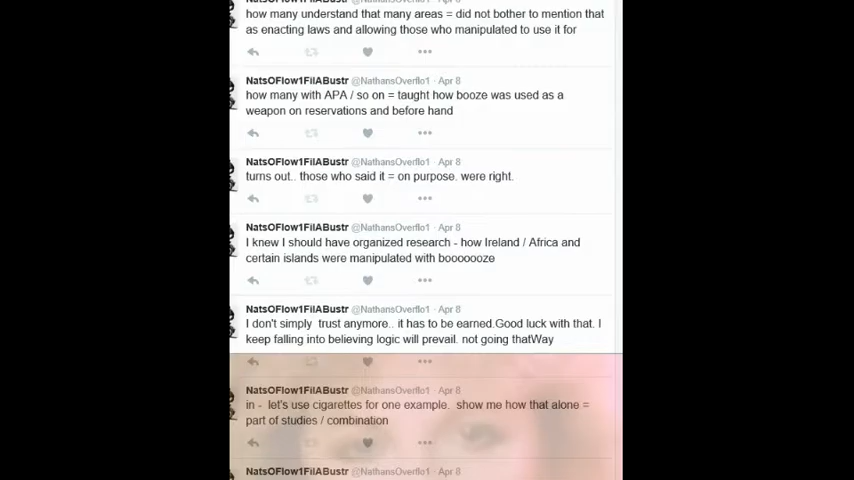 NatsOFlow1FilABustr @NathansOverflo1 · Apr 8
how many understand that many areas = did not bother to mention that
as enacting laws and allowing those who manipulated to use it for
NatsOFlow1FilABustr @NathansOverflo1 · Apr 8
how many with APA / so on = taught how booze was used as a
weapon on reservations and before hand
NatsOFlow1FilABustr @NathansOverflo1 · Apr 8
turns out.. those who said it = on purpose. were right.
NatsOFlow1FilABustr @NathansOverflo1 · Apr 8
I knew I should have organized research - how Ireland / Africa and
certain islands were manipulated with booooooze
NatsOFlow1FilABustr @NathansOverflo1 · Apr 8
I don't simply trust anymore.. it has to be earned.Good luck with that. I
keep falling into believing logic will prevail. not going thatWay
NatsOFlow1FilABustr @NathansOverflo1 · Apr 8
in - let's use cigarettes for one example. show me how that alone =
part of studies / combination
NatsOFlow1FilABustr @NathansOverflo1 · Apr 8